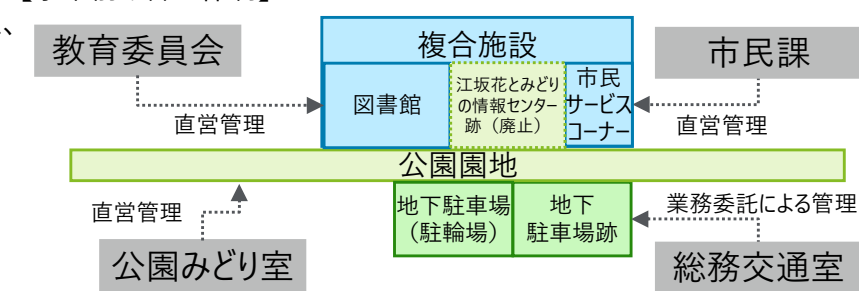 、
教育委員会
複合施設
市民課
図書館
江坂花とみどり
の情報センター
跡（廃止）
市民
サービス
コーナー
直営管理
直営管理
公園園地
直営管理
地下駐車場
（駐輪場）
地下
駐車場跡
業務委託による管理
公園みどり室
総務交通室